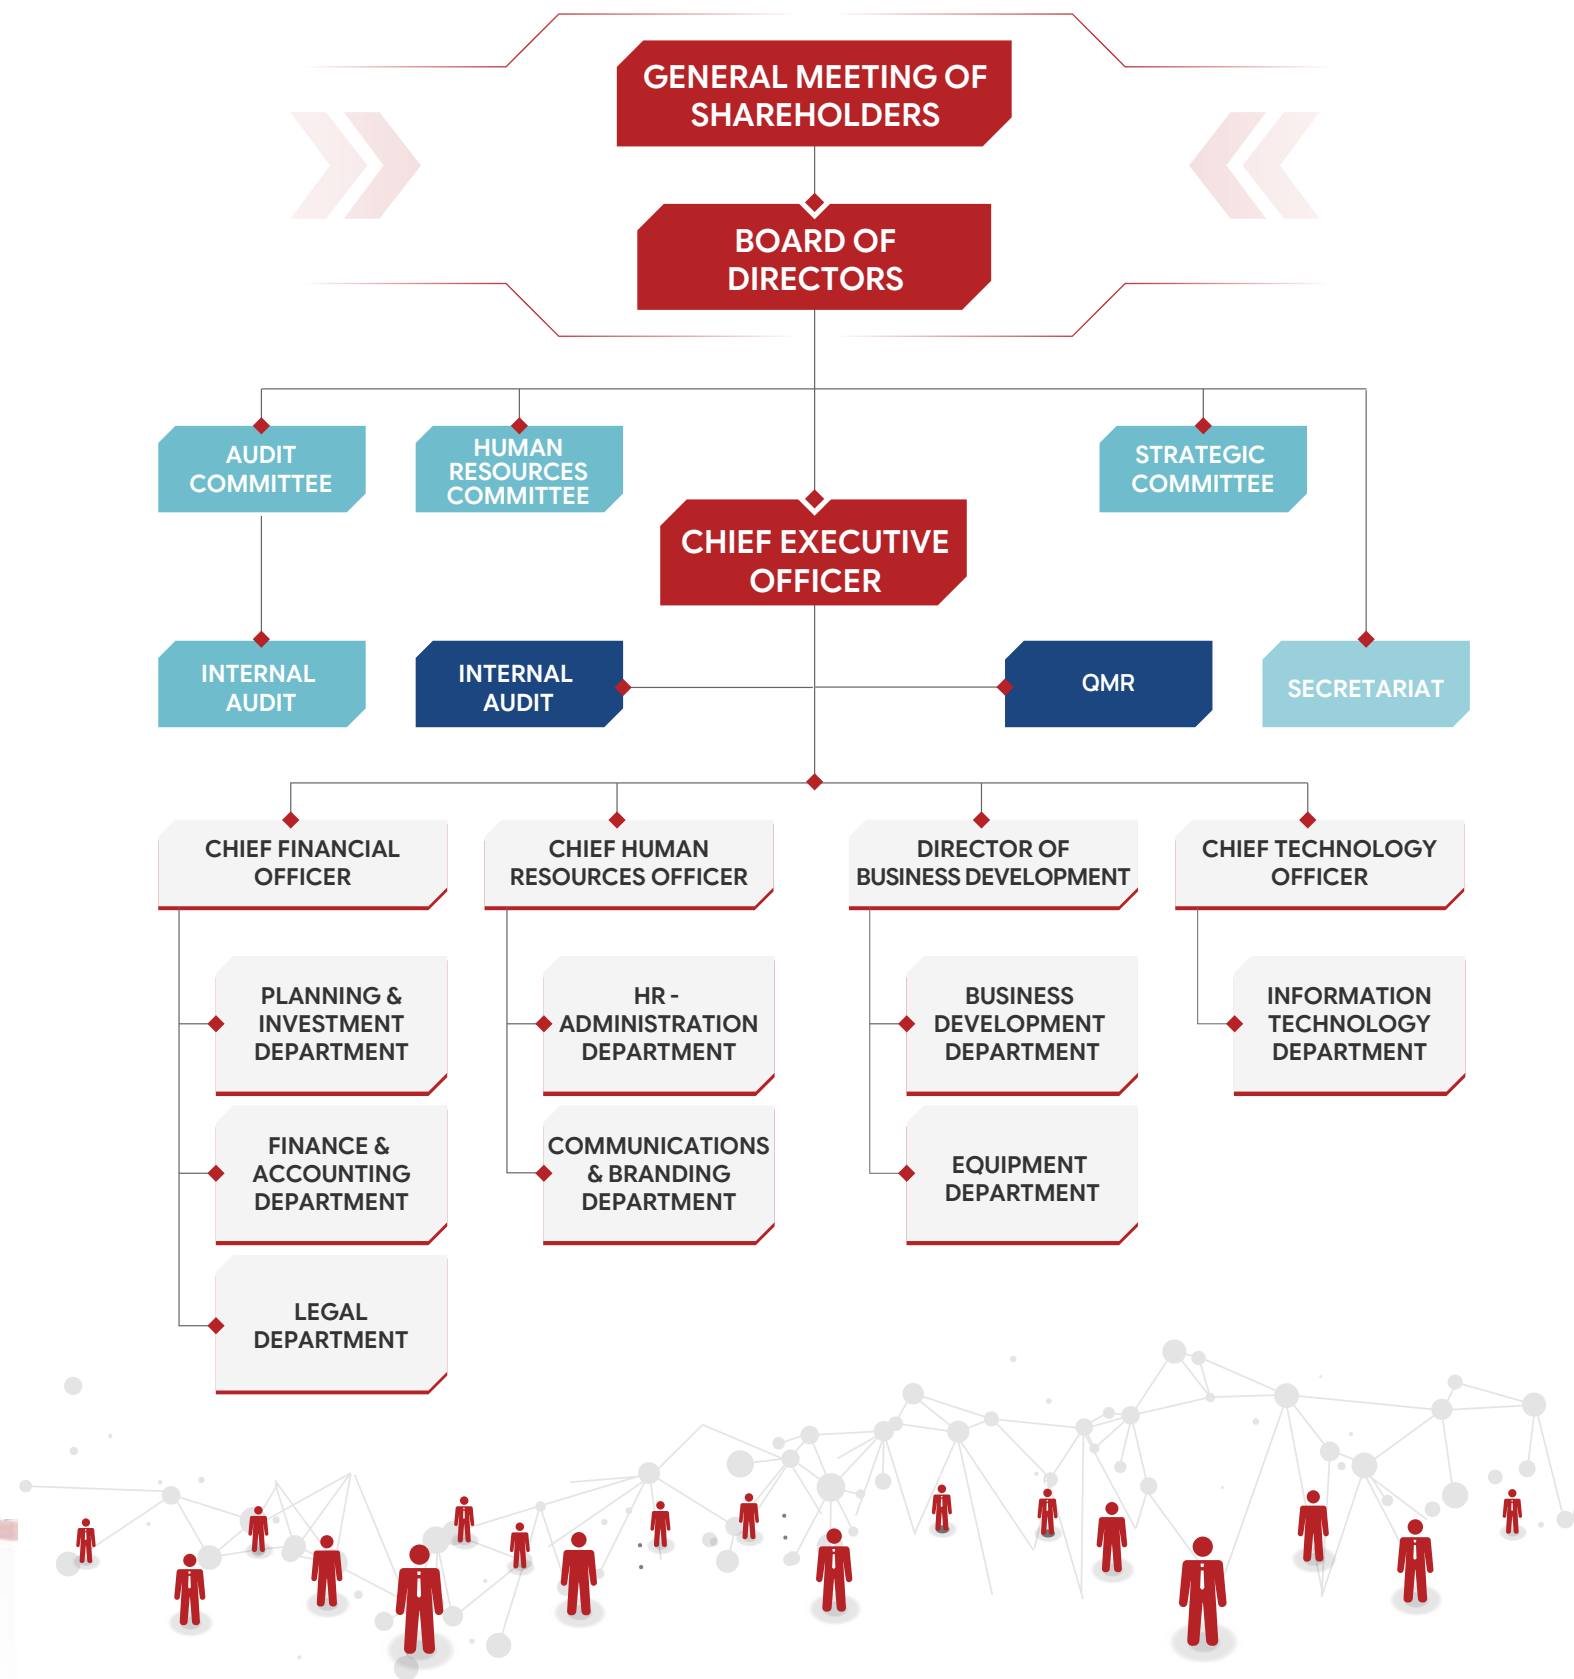 GENERAL MEETING OF
SHAREHOLDERS
BOARD OF
DIRECTORS
AUDIT
COMMITTEE
HUMAN
RESOURCES
COMMITTEE
STRATEGIC
COMMITTEE
CHIEF EXECUTIVE
OFFICER
INTERNAL
AUDIT
INTERNAL
AUDIT
QMR
SECRETARIAT
CHIEF FINANCIAL
OFFICER
CHIEF HUMAN
RESOURCES OFFICER
DIRECTOR OF
BUSINESS DEVELOPMENT
CHIEF TECHNOLOGY
OFFICER
PLANNING &
INVESTMENT
DEPARTMENT
HR -
ADMINISTRATION
DEPARTMENT
BUSINESS
DEVELOPMENT
DEPARTMENT
INFORMATION
TECHNOLOGY
DEPARTMENT
FINANCE &
ACCOUNTING
DEPARTMENT
COMMUNICATIONS
& BRANDING
DEPARTMENT
EQUIPMENT
DEPARTMENT
LEGAL
DEPARTMENT